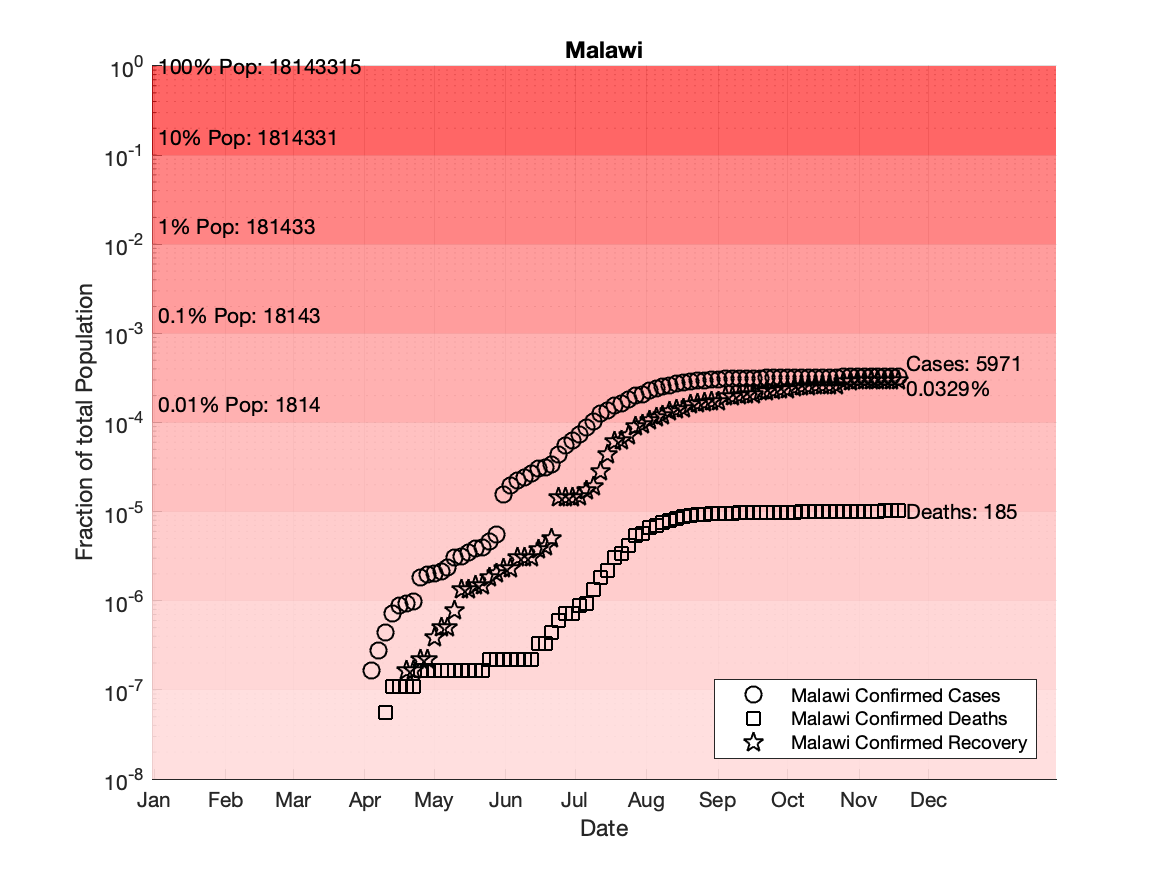 Malawi
10^0
100% Pop: 18143315
10% Pop: 1814331
10^-1
1% Pop: 181433
10^-2
0.1% Pop: 18143
10^-3
Cases: 5971
0.0329%
0.01% Pop: 1814
10^-4
10^-5
Deaths: 185
10^-6
10^-7
10^-8
Fraction of total Population
Malawi Confirmed Cases
Malawi Confirmed Deaths
Malawi Confirmed Recovery
Jan Feb Mar Apr May Jun Jul Aug Sep Oct Nov Dec
Date